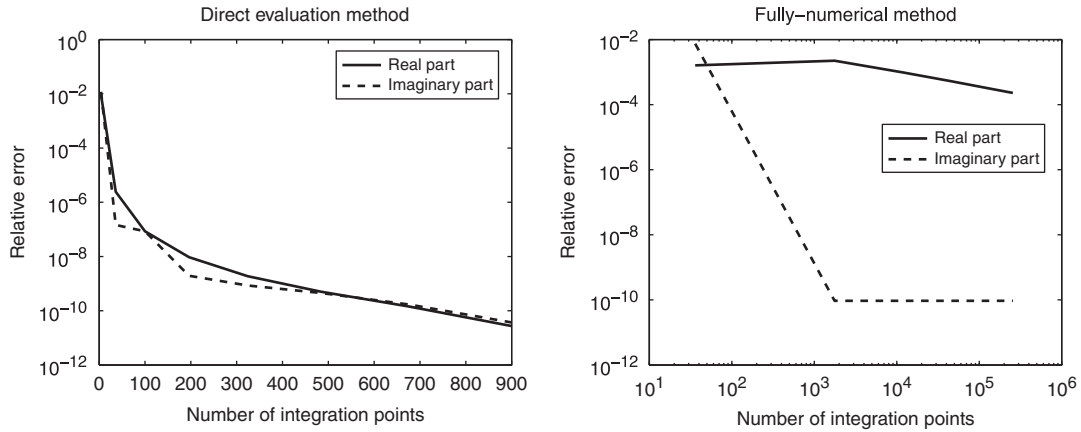 Direct evaluation method
10^0
10^-2
10^-4
10^-6
10^-8
10^-10
10^-12
Relative error
Real part
Imaginary part
0 100 200 300 400 500 600 700 800 900
Number of integration points
Fully-numerical method
10^-2
10^-4
10^-6
10^-8
10^-10
10^-12
Relative error
Real part
Imaginary part
10^1 10^2 10^3 10^4 10^5 10^6
Number of integration points